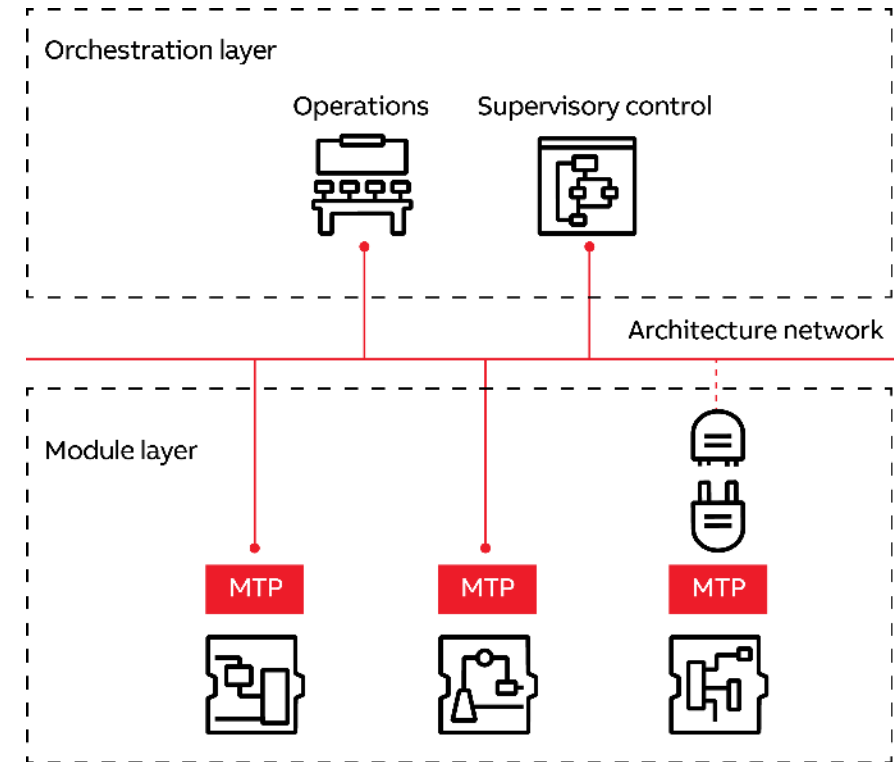 Orchestration layer
Operations
Supervisory control
Architecture network
Module layer
MTP
MTP
MTP